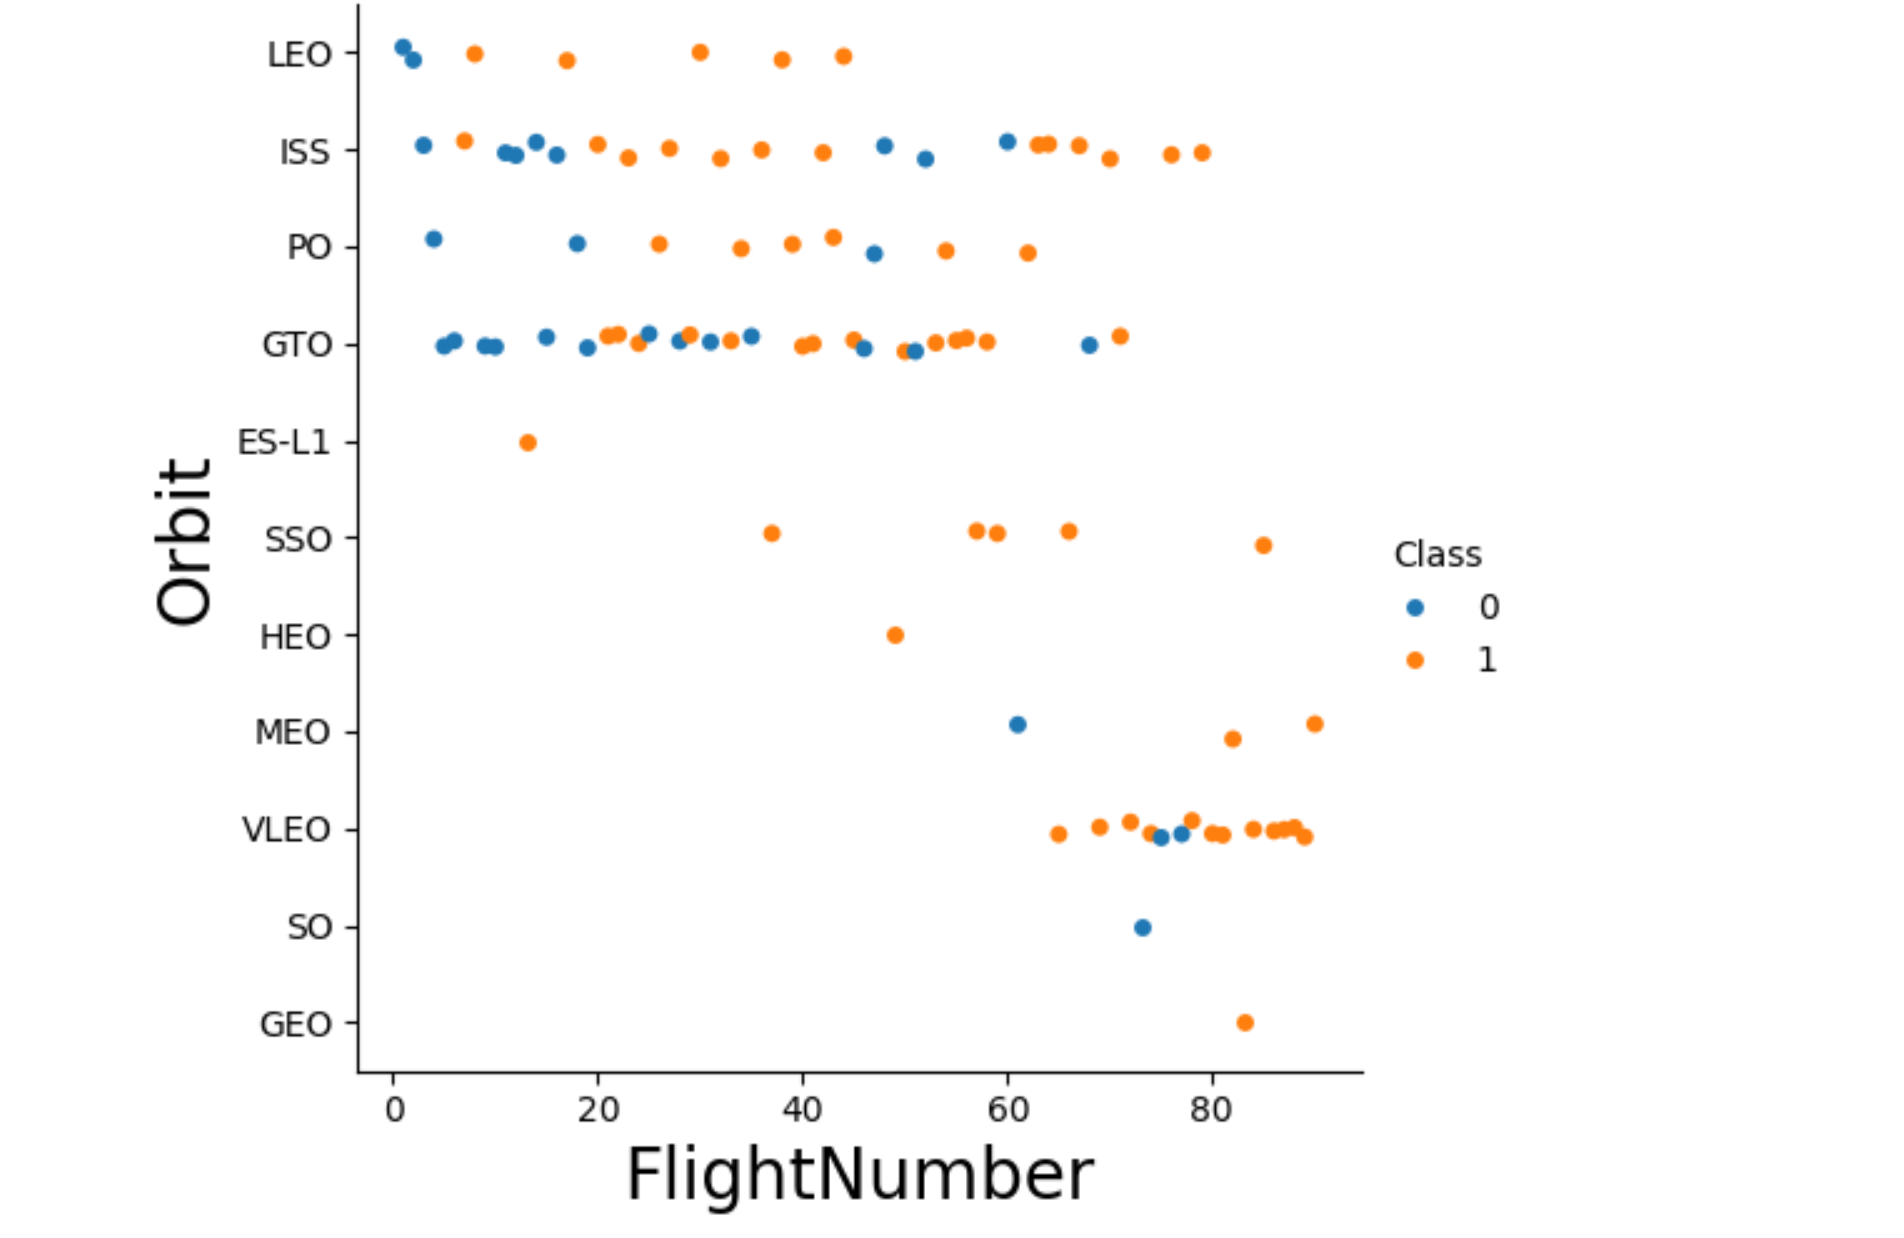 LEO
ISS
PO
GTO
ES-L1
SSO
HEO
MEO
VLEO
SO
GEO
Orbit
0 20 40 60 80
FlightNumber
Class
0
1